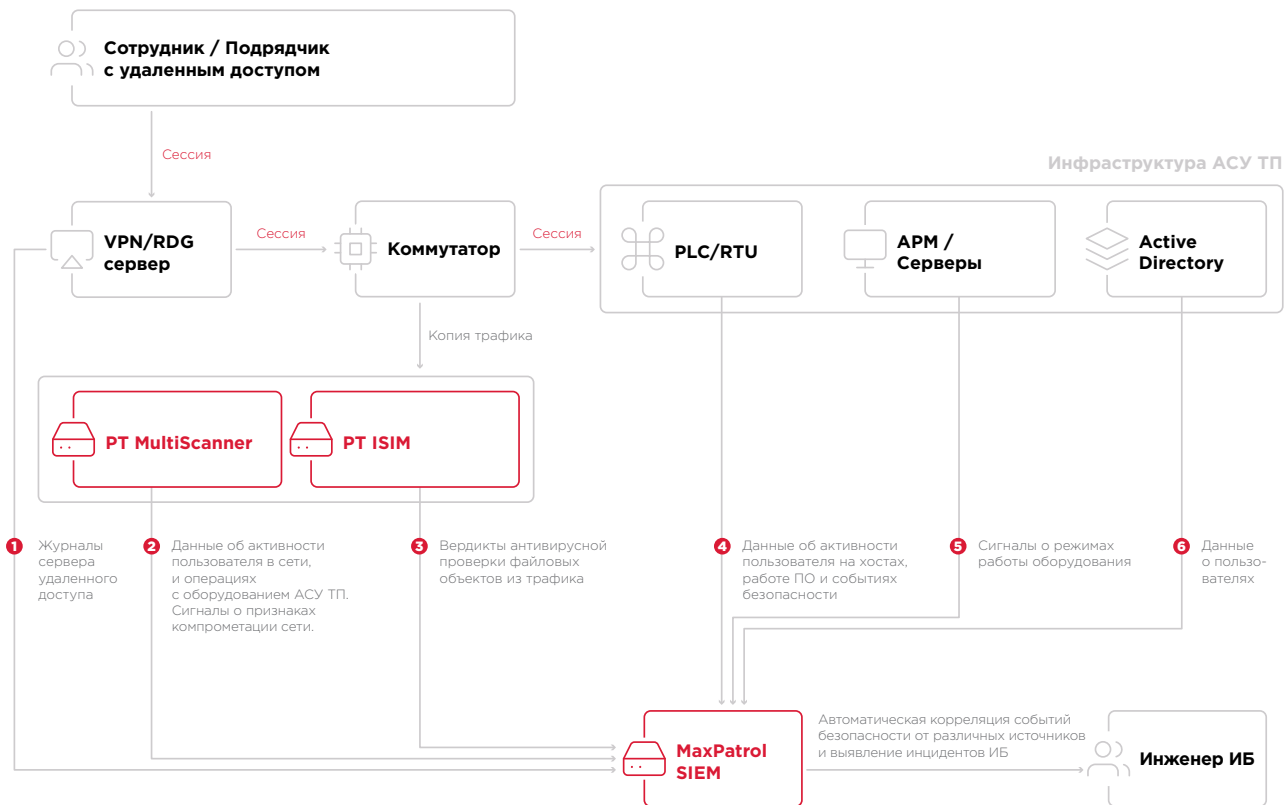 Сотрудник / Подрядчик
с удаленным доступом
Сессия
Инфраструктура АСУ ТП
VPN/RDG
сервер
Сессия
Коммутатор
Сессия
PLC/RTU
АРМ /
Серверы
Active
Directory
Копия трафика
PT MultiScanner
PT ISIM
1 Журналы
сервера
удаленного
доступа
2 Данные об активности
пользователя в сети,
и операциях
с оборудованием АСУ ТП.
Сигналы о признаках
компрометации сети.
3 Вердикты антивирусной
проверки файловых
объектов из трафика
4 Данные об активности
пользователя на хостах,
работе ПО и событиях
безопасности
5 Сигналы о режимах
работы оборудования
6 Данные
о пользо-
вателях
MaxPatrol
SIEM
Автоматическая корреляция событий
безопасности от различных источников
и выявление инцидентов ИБ
Инженер ИБ